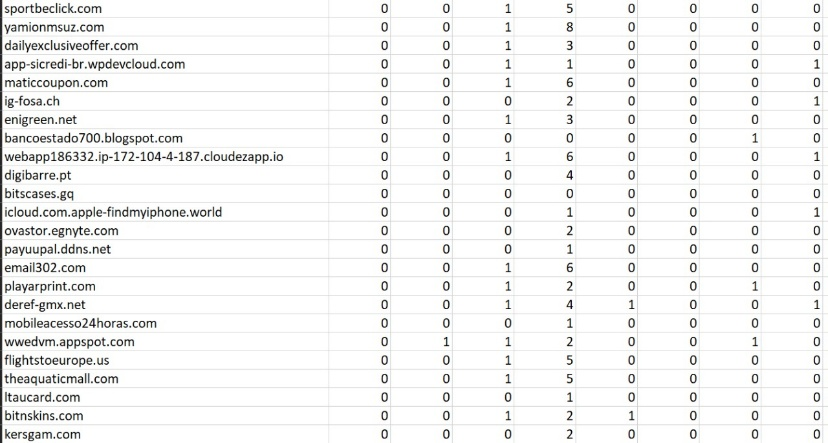 sportbeclick.com 0 0 1 5 0 0 0 0
yamionmsuz.com 0 0 1 8 0 0 0 0
dailyexclusiveoffer.com 0 0 1 3 0 0 0 0
app-sicredi-br.wpdevcloud.com 0 0 1 1 0 0 0 1
maticcoupon.com 0 0 1 6 0 0 0 0
ig-fosa.ch 0 0 0 2 0 0 0 1
enigreen.net 0 0 1 3 0 0 0 0
bancoestado700.blogspot.com 0 0 0 0 0 0 1 0
webapp186332.ip-172-104-4-187.cloudezapp.io 0 0 1 6 0 0 0 1
digibarre.pt 0 0 0 4 0 0 0 0
bitscases.gq 0 0 0 0 0 0 0 0
icloud.com.apple-findmyiphone.world 0 0 0 1 0 0 0 1
ovastor.egnyte.com 0 0 0 2 0 0 0 0
payuupal.ddns.net 0 0 0 1 0 0 0 0
email302.com 0 0 1 6 0 0 0 0
playarprint.com 0 0 1 2 0 0 1 0
deref-gmx.net 0 0 1 4 1 0 0 1
mobileacesso24horas.com 0 0 0 1 0 0 0 0
wwedvm.appspot.com 0 1 1 2 0 0 1 0
flightstoeurope.us 0 0 1 5 0 0 0 0
theaquaticmall.com 0 0 1 5 0 0 0 0
ltaucard.com 0 0 0 1 0 0 0 0
bitnskins.com 0 0 1 2 1 0 0 0
kersgam.com 0 0 0 2 0 0 0 0